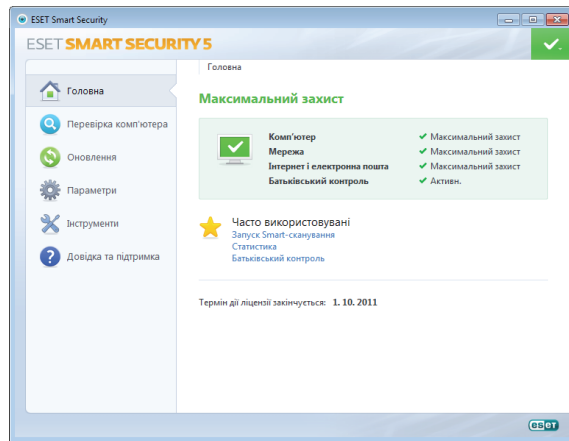 ESET Smart Security
ESET SMART SECURITY 5
Головна
Перевірка комп'ютера
Оновлення
Параметри
Інструменти
Довідка та підтримка
Головна
Максимальний захист
Комп'ютер Максимальний захист
Мережа Максимальний захист
Інтернет і електронна пошта Максимальний захист
Батьківський контроль Активн.
Часто використовувані
Запуск Smart-сканування
Статистика
Батьківський контроль
Термін дії ліцензії закінчується: 1. 10. 2011
eset